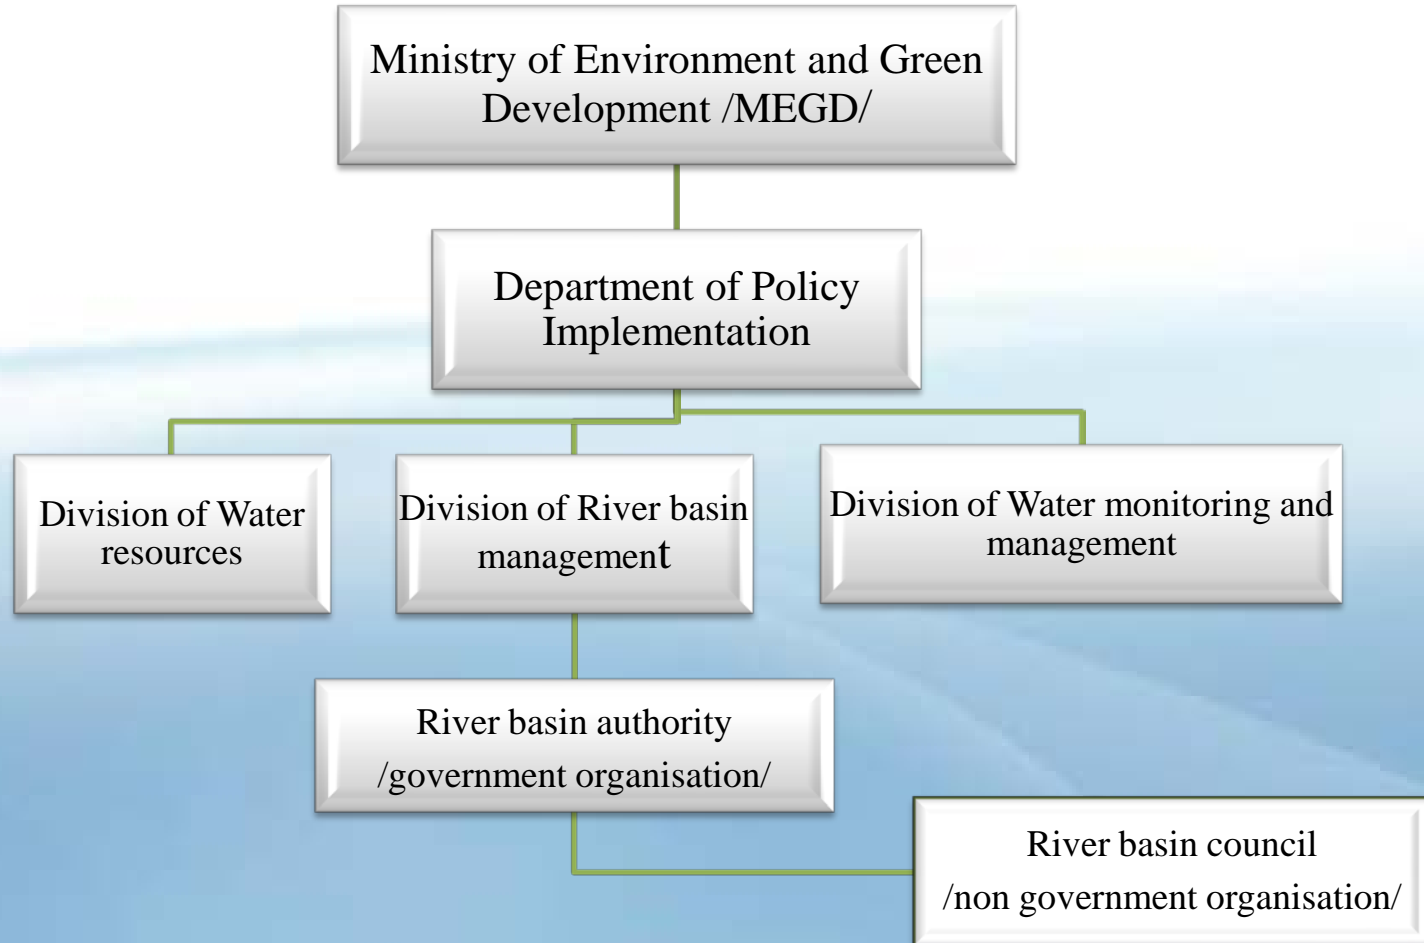 Ministry of Environment and Green
Development /MEGD/
Department of Policy
Implementation
Division of Water
resources
Division of River basin
management
Division of Water monitoring and
management
River basin authority
/government organisation/
River basin council
/non government organisation/